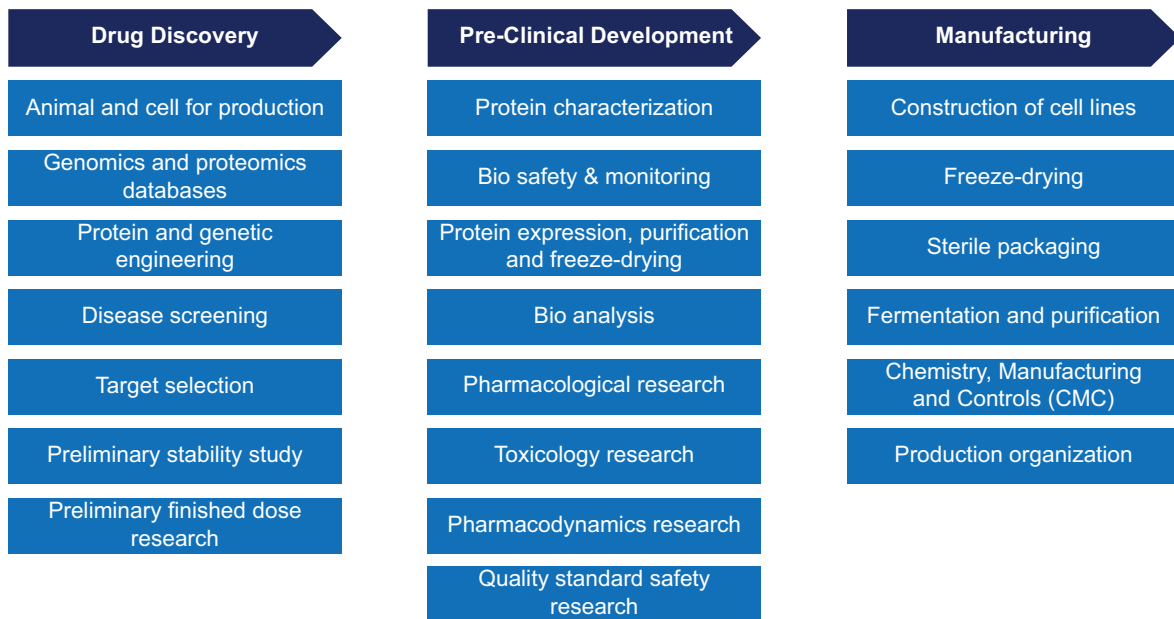 Drug Discovery
Animal and cell for production
Genomics and proteomics
databases
Protein and genetic
engineering
Disease screening
Target selection
Preliminary stability study
Preliminary finished dose
research
Pre-Clinical Development
Protein characterization
Bio safety & monitoring
Protein expression, purification
and freeze-drying
Bio analysis
Pharmacological research
Toxicology research
Pharmacodynamics research
Quality standard safety
research
Manufacturing
Construction of cell lines
Freeze-drying
Sterile packaging
Fermentation and purification
Chemistry, Manufacturing
and Controls (CMC)
Production organization